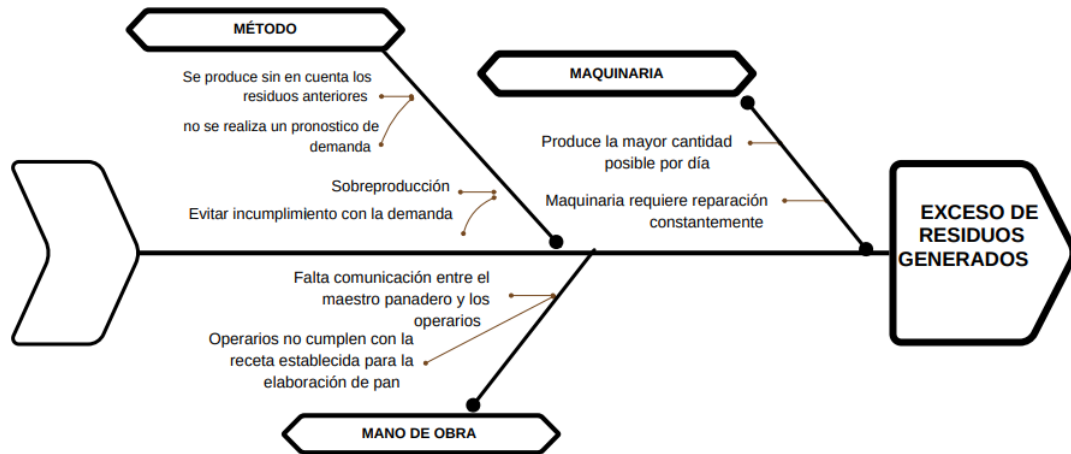 MÉTODO
Se produce sin en cuenta los
residuos anteriores
no se realiza un pronostico de
demanda
Sobreproducción
Evitar incumplimiento con la demanda
MAQUINARIA
Produce la mayor cantidad
posible por día
Maquinaria requiere reparación
constantemente
EXCESO DE
RESIDUOS
GENERADOS
Falta comunicación entre el
maestro panadero y los
operarios
Operarios no cumplen con la
receta establecida para la
elaboración de pan
MANO DE OBRA